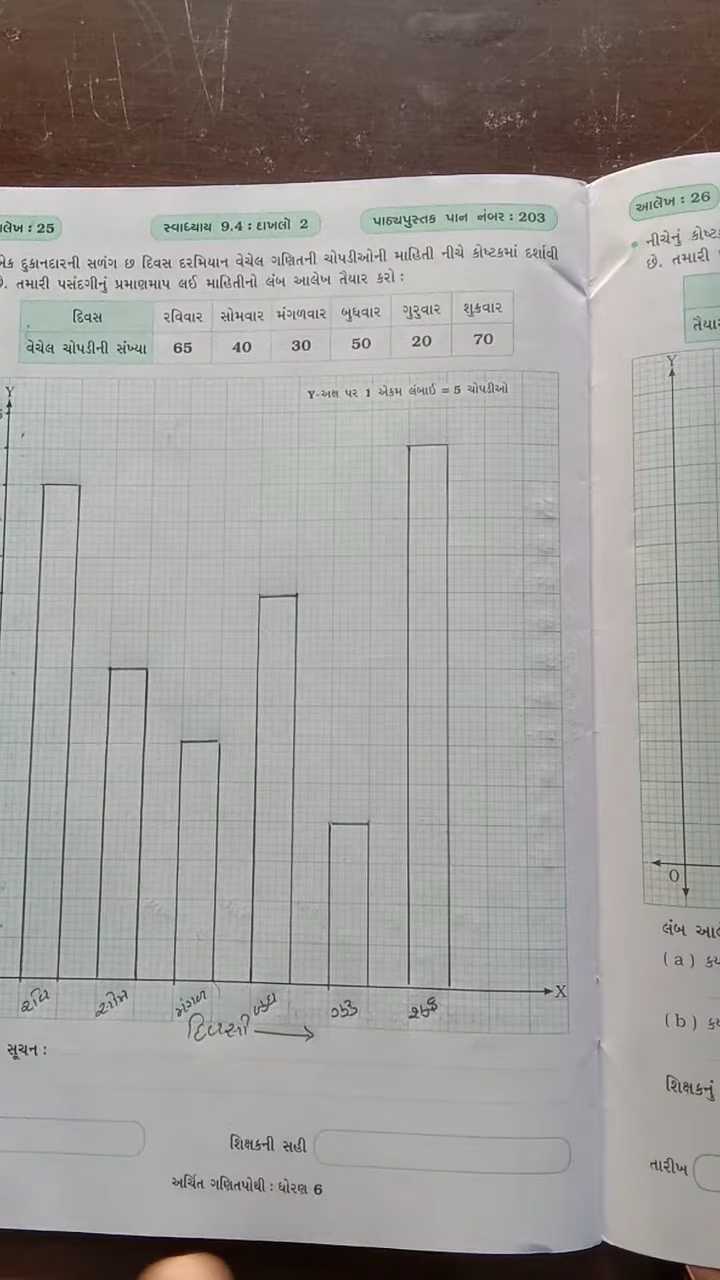 આલેખ : 25
સ્વાધ્યાય 9.4 : દાખલો 2
પાઠ્યપુસ્તક પાન નંબર : 203
એક દુકાનદારની સળંગ છ દિવસ દરમિયાન વેચેલ ગણિતની ચોપડીઓની માહિતી નીચે કોષ્ટકમાં દર્શાવી
છે. તમારી પસંદગીનું પ્રમાણમાપ લઈ માહિતીનો લંબ આલેખ તૈયાર કરો :
દિવસ રવિવાર સોમવાર મંગળવાર બુધવાર ગુરુવાર શુક્રવાર
વેચેલ ચોપડીની સંખ્યા 65 40 30 50 20 70
Y
Y-અક્ષ પર 1 એકમ લંબાઈ = 5 ચોપડીઓ
X
રવિ સોમ મંગળ બુધ ગુરુ શુક્ર
દિવસો
સૂચન :
શિક્ષકની સહી
અર્ચિત ગણિતપોથી : ધોરણ 6
આલેખ : 26
* નીચેનું
છે. તમારી
Y
O
લંબ
(a)
(b)
શિક્ષકનું
તારીખ